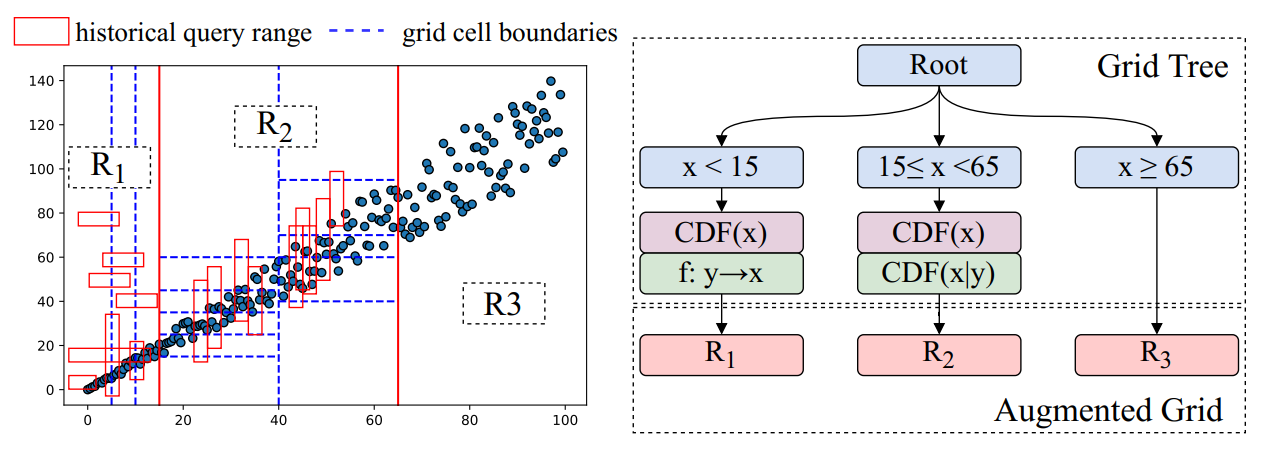 historical query range
grid cell boundaries
140
120
100
80
60
40
20
0
0 20 40 60 80 100
R1
R2
R3
Grid Tree
Root
x < 15
15≤ x <65
x ≥ 65
CDF(x)
f: y→x
CDF(x)
CDF(x|y)
R1
R2
R3
Augmented Grid